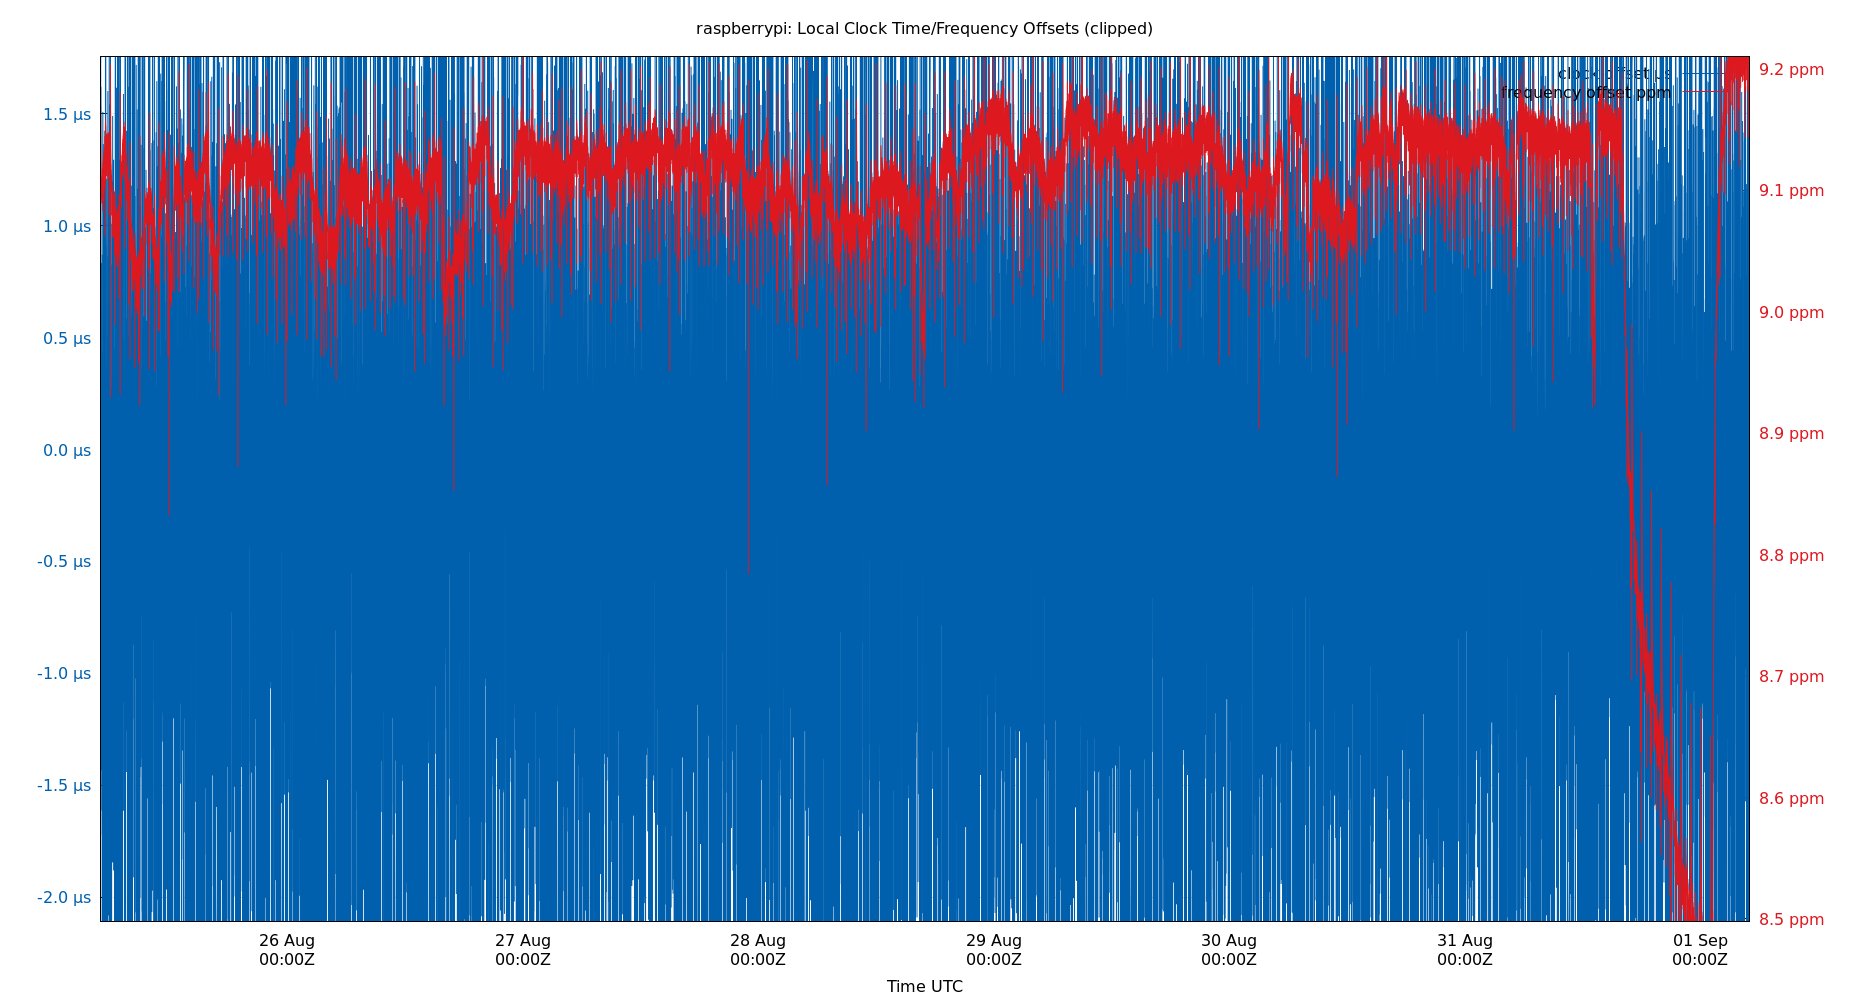 raspberrypi: Local Clock Time/Frequency Offsets (clipped)
clock offset µs
frequency offset ppm
1.5 µs
1.0 µs
0.5 µs
0.0 µs
-0.5 µs
-1.0 µs
-1.5 µs
-2.0 µs
9.2 ppm
9.1 ppm
9.0 ppm
8.9 ppm
8.8 ppm
8.7 ppm
8.6 ppm
8.5 ppm
26 Aug 27 Aug 28 Aug 29 Aug 30 Aug 31 Aug 01 Sep
00:00Z 00:00Z 00:00Z 00:00Z 00:00Z 00:00Z 00:00Z
Time UTC